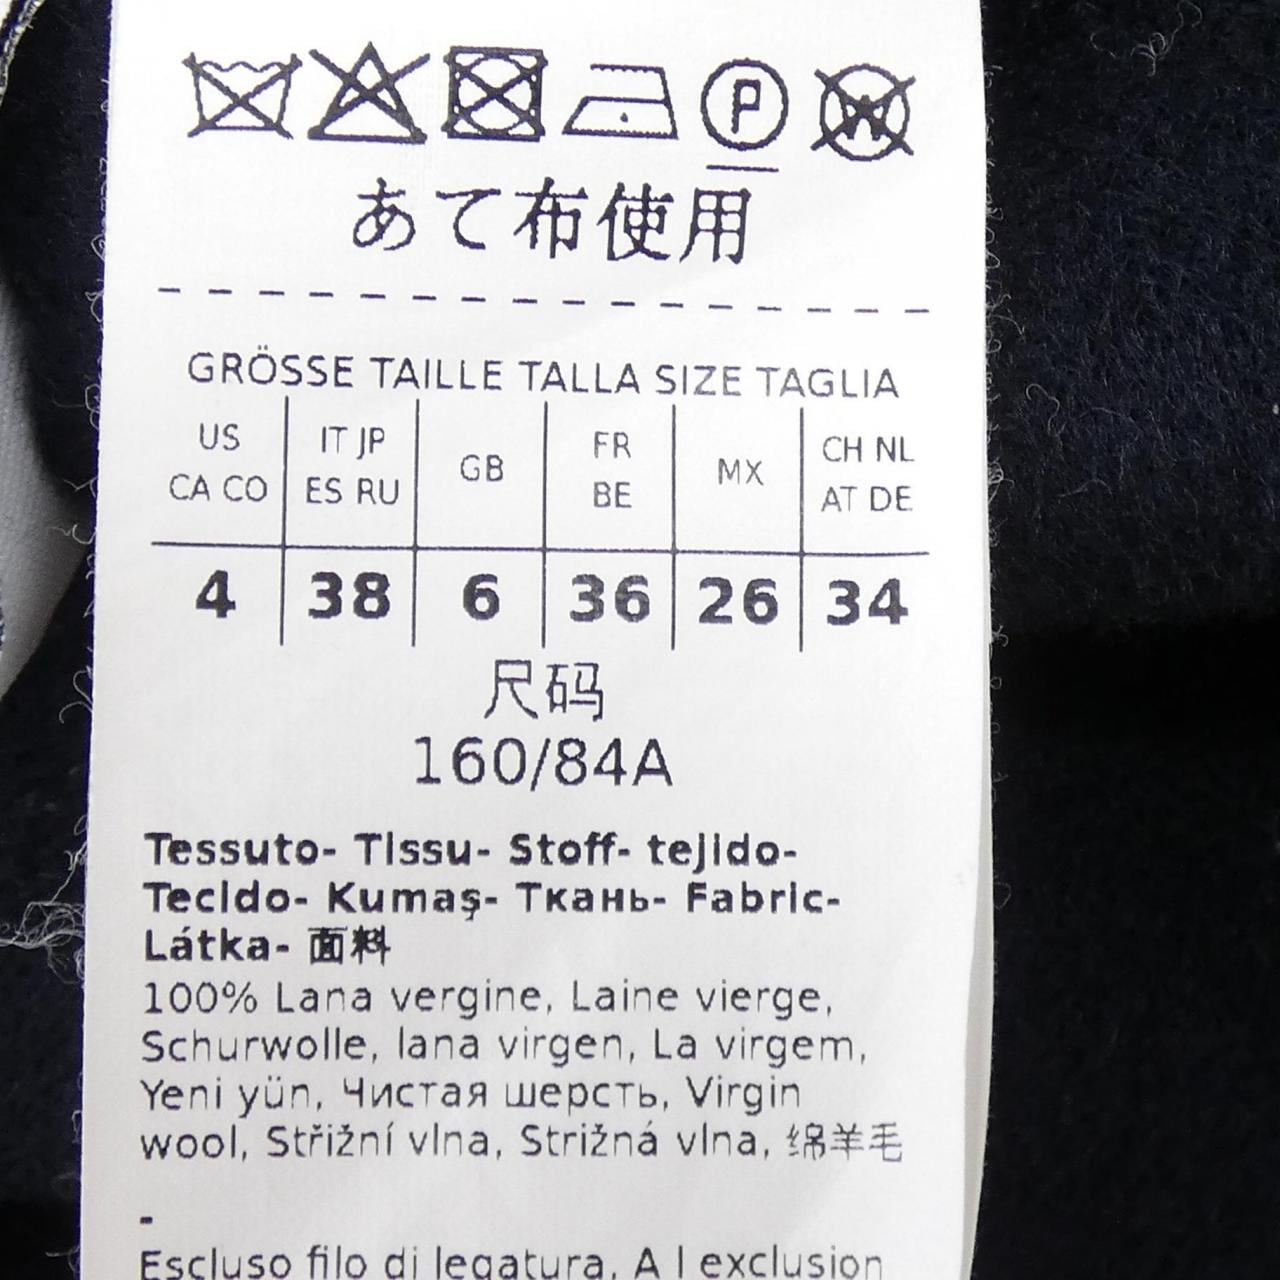 P W
あて布使用
GRÖSSE TAILLE TALLA SIZE TAGLIA
US CA CO | IT JP ES RU | GB | FR BE | MX | CH NL AT DE
4 | 38 | 6 | 36 | 26 | 34
尺码
160/84A
Tessuto- Tissu- Stoff- tejido-
Tecido- Kumaş- Ткань- Fabric-
Látka- 面料
100% Lana vergine, Laine vierge,
Schurwolle, lana virgen, La virgem,
Yeni yün, Чистая шерсть, Virgin
wool, Střižní vlna, Strižná vlna, 绵羊毛
-
Escluso filo di legatura, A l exclusion